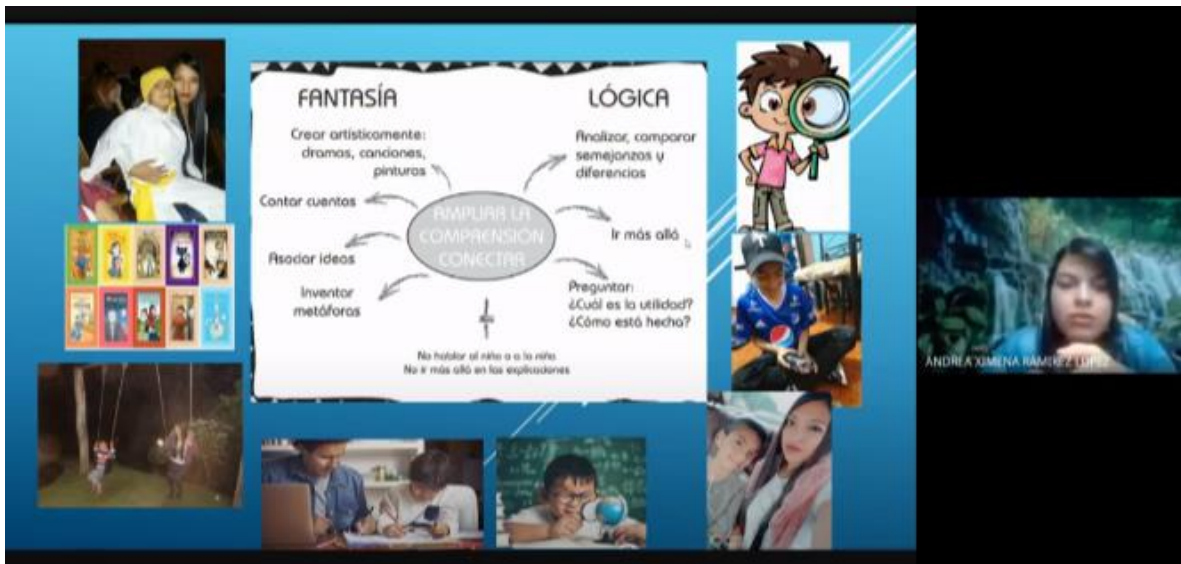 FANTASÍA
Crear artísticamente:
dramas, canciones,
pinturas
Contar cuentos
Asociar ideas
Inventar
metáforas
AMPLIAR LA
COMPRENSIÓN
CONECTAR
LÓGICA
Analizar, comparar
semejanzas y
diferencias
Ir más allá
Preguntar:
¿Cuál es la utilidad?
¿Cómo está hecha?
No hablar al niño o a la niña
No ir más allá en las explicaciones
pepsi
ANDREA XIMENA RAMIREZ LOPEZ